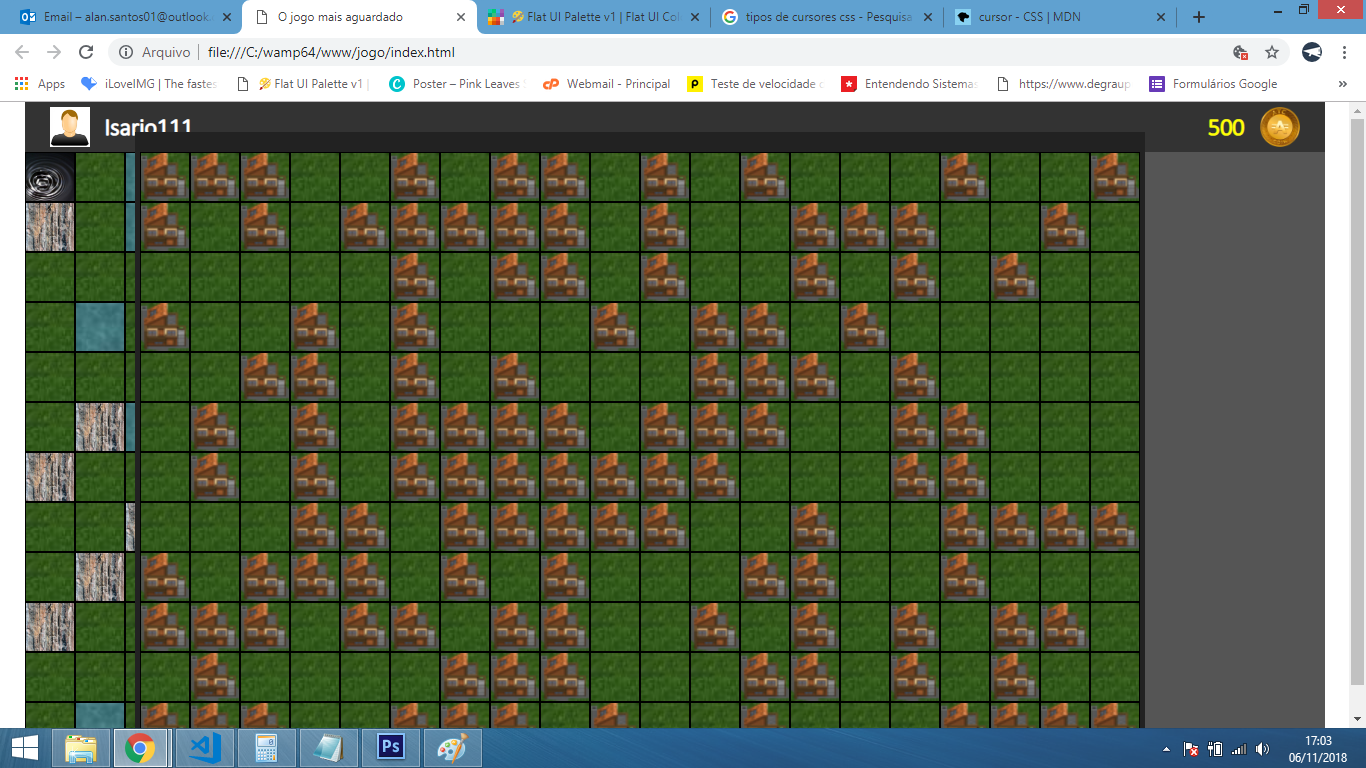 Email – alan.santos01@outlook.
O jogo mais aguardado
Flat UI Palette v1 | Flat UI Col
tipos de cursores css - Pesquisa
cursor - CSS | MDN
Arquivo
file:///C:/wamp64/www/jogo/index.html
Apps
iLoveIMG | The fastes
Flat UI Palette v1 |
Poster – Pink Leaves
Webmail - Principal
Teste de velocidade
Entendendo Sistemas
https://www.degraup
Formulários Google
»
Isario111
500
Ps
17:03
06/11/2018